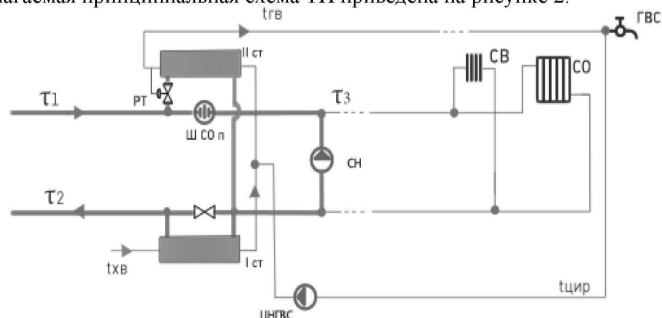 лагаемая принципиальная схема ТП приведена на рисунке 2.
tгв
ГВС
II ст
СВ
СО
τ1
РТ
τ3
Ш СО п
СН
τ2
tхв
I ст
tцир
ЦНГВС